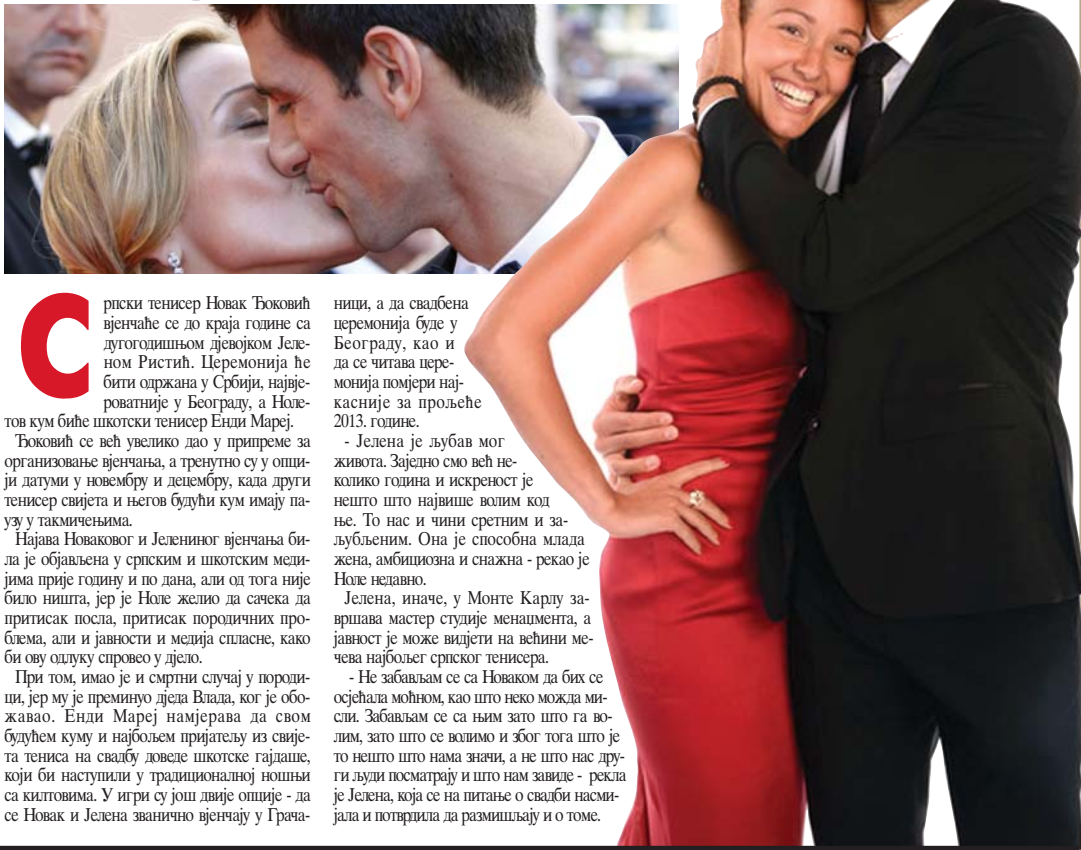 Српски тенисер Новак Ђоковић
вјенчаће се до краја године са
дугогодишњом дјевојком Јеле-
ном Ристић. Церемонија ће
бити одржана у Србији, највје-
роватније у Београду, а Ноле-
тов кум биће шкотски тенисер Енди Мареј.
Ђоковић се већ увелико дао у припреме за
организовање вјенчања, а тренутно су у опци-
ји датуми у новембру и децембру, када други
тенисер свијета и његов будући кум имају па-
узу у такмичењима.
Најава Новаковог и Јелениног вјенчања би-
ла је објављена у српским и шкотским меди-
јима прије годину и по дана, али од тога није
било ништа, јер је Ноле желио да сачека да
притисак посла, притисак породичних про-
блема, али и јавности и медија спласне, како
би ову одлуку спровео у дјело.
При том, имао је и смртни случај у породи-
ци, јер му је преминуо дједа Влада, ког је обо-
жавао. Енди Мареј намјерава да свом
будућем куму и најбољем пријатељу из свије-
та тениса на свадбу доведе шкотске гајдаше,
који би наступили у традиционалној ношњи
са килтовима. У игри су још двије опције - да
се Новак и Јелена званично вјенчају у Грача-
ници, а да свадбена
церемонија буде у
Београду, као и
да се читава цере-
монија помјери нај-
касније за прољеће
2013. године.
- Јелена је љубав мог
живота. Заједно смо већ не-
колико година и искреност је
нешто што највише волим код
ње. То нас и чини сретним и за-
љубљеним. Она је способна млада
жена, амбициозна и снажна - рекао је
Ноле недавно.
Јелена, иначе, у Монте Карлу за-
вршава мастер студије менаџмента, а
јавност је може видјети на већини ме-
чева најбољег српског тенисера.
- Не забављам се са Новаком да бих се
осјећала моћном, као што неко можда ми-
сли. Забављам се са њим зато што га во-
лим, зато што се волимо и због тога што је
то нешто што нама значи, а не што нас дру-
ги људи посматрају и што нам завиде - рекла
је Јелена, која се на питање о свадби насми-
јала и потврдила да размишљају и о томе.